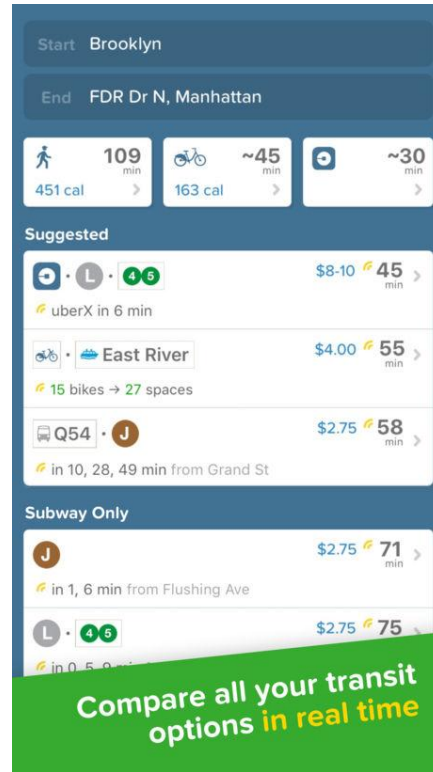 Start Brooklyn
End FDR Dr N, Manhattan
109 ~45 ~30
min min min
451 cal 163 cal
Suggested
L 4 5 $8-10 45
min
uberX in 6 min
East River $4.00 55
min
15 bikes → 27 spaces
Q54 J $2.75 58
min
in 10, 28, 49 min from Grand St
Subway Only
J $2.75 71
min
in 1, 6 min from Flushing Ave
L 4 5 $2.75 75
in 0, 5, 9
Compare all your transit
options in real time